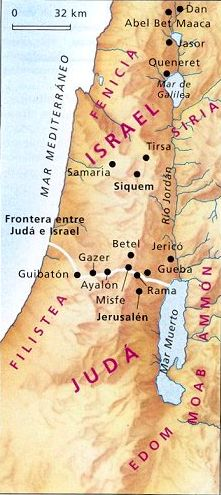 0 32 km
Dan
Abel Bet Maaca
Jasor
Queneret
Mar de
Galilea
MAR MEDITERRÁNEO
FENICIA
SIRIA
ISRAEL
Tirsa
Samaria
Siquem
Río Jordán
Frontera entre
Judá e Israel
Betel
Jericó
Gazer
Gueba
Guibatón
Ayalón
Misfe
Rama
Jerusalén
FILISTEA
AMMÓN
Mar Muerto
JUDÁ
MOAB
EDOM